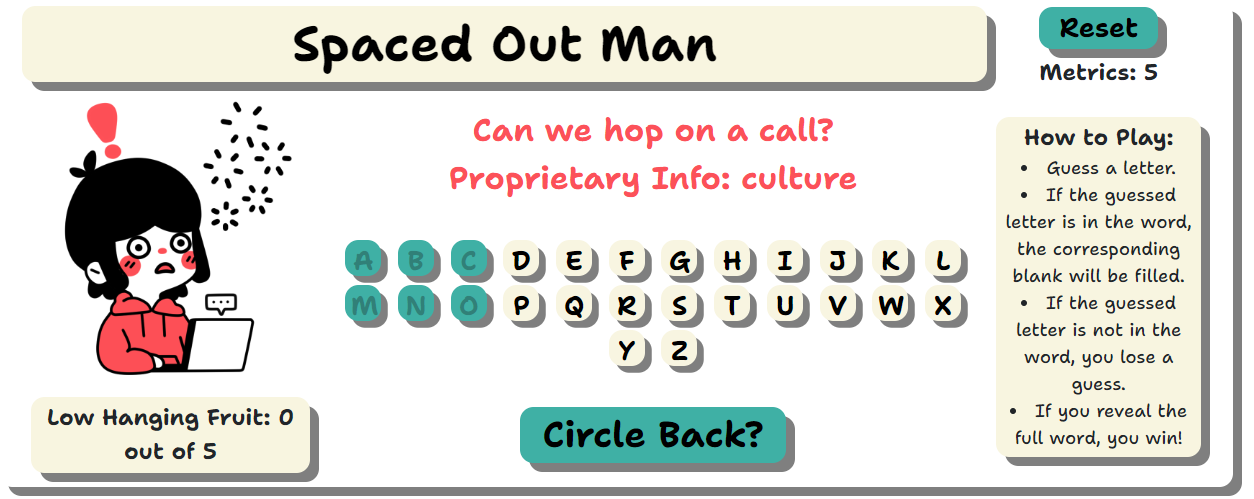 Spaced Out Man
Reset
Metrics: 5
Can we hop on a call?
Proprietary Info: culture
A B C D E F G H I J K L
M N O P Q R S T U V W X
Y Z
Low Hanging Fruit: 0
out of 5
Circle Back?
How to Play:
• Guess a letter.
• If the guessed
letter is in the word,
the corresponding
blank will be filled.
• If the guessed
letter is not in the
word, you lose a
guess.
• If you reveal the
full word, you win!